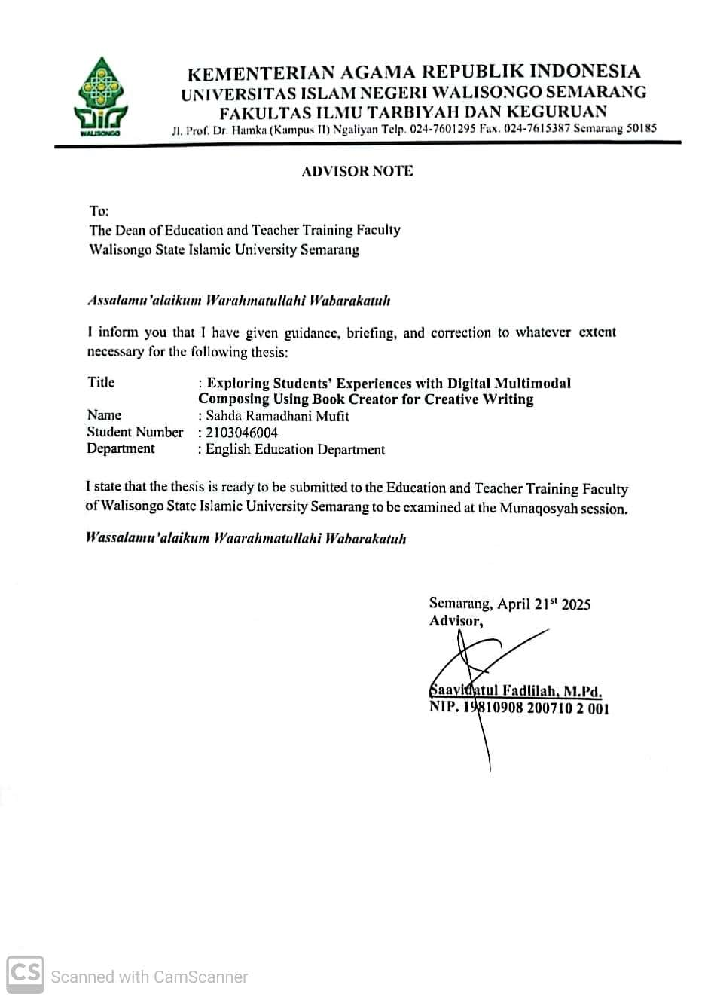 WALISONGO
KEMENTERIAN AGAMA REPUBLIK INDONESIA
UNIVERSITAS ISLAM NEGERI WALISONGO SEMARANG
FAKULTAS ILMU TARBIYAH DAN KEGURUAN
Jl. Prof. Dr. Hamka (Kampus II) Ngaliyan Telp. 024-7601295 Fax. 024-7615387 Semarang 50185
ADVISOR NOTE
To:
The Dean of Education and Teacher Training Faculty
Walisongo State Islamic University Semarang
Assalamu'alaikum Warahmatullahi Wabarakatuh
I inform you that I have given guidance, briefing, and correction to whatever extent
necessary for the following thesis:
Title : Exploring Students' Experiences with Digital Multimodal
Composing Using Book Creator for Creative Writing
Name : Sahda Ramadhani Mufit
Student Number : 2103046004
Department : English Education Department
I state that the thesis is ready to be submitted to the Education and Teacher Training Faculty
of Walisongo State Islamic University Semarang to be examined at the Munaqosyah session.
Wassalamu'alaikum Waarahmatullahi Wabarakatuh
Semarang, April 21st 2025
Advisor,
Saayidatul Fadlilah, M.Pd.
NIP. 19810908 200710 2 001
CS Scanned with CamScanner